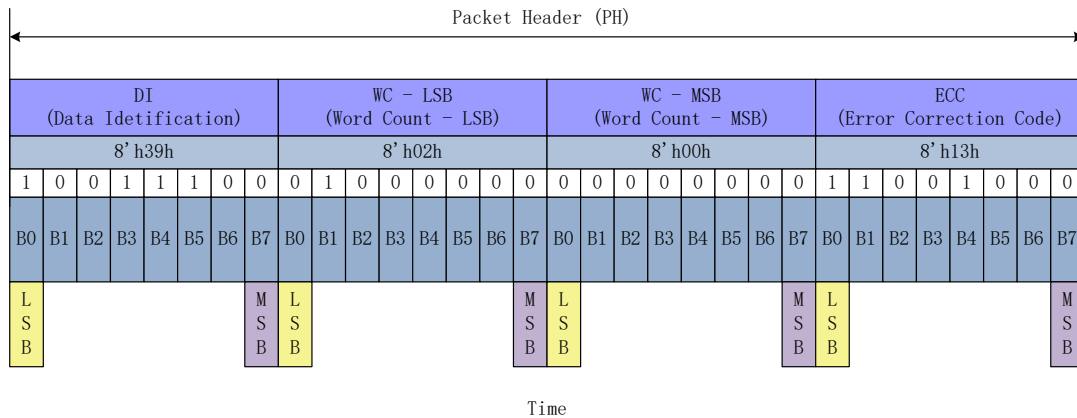 Packet Header (PH)
DI WC - LSB WC - MSB ECC
(Data Idetification) (Word Count - LSB) (Word Count - MSB) (Error Correction Code)
8'h39h 8'h02h 8'h00h 8'h13h
1 0 0 1 1 1 0 0 0 1 0 0 0 0 0 0 0 0 0 0 0 0 0 0 1 1 0 0 1 0 0 0
B0 B1 B2 B3 B4 B5 B6 B7 B0 B1 B2 B3 B4 B5 B6 B7 B0 B1 B2 B3 B4 B5 B6 B7 B0 B1 B2 B3 B4 B5 B6 B7
L M L M L M L M
S S S S S S S S
B B B B B B B B
Time